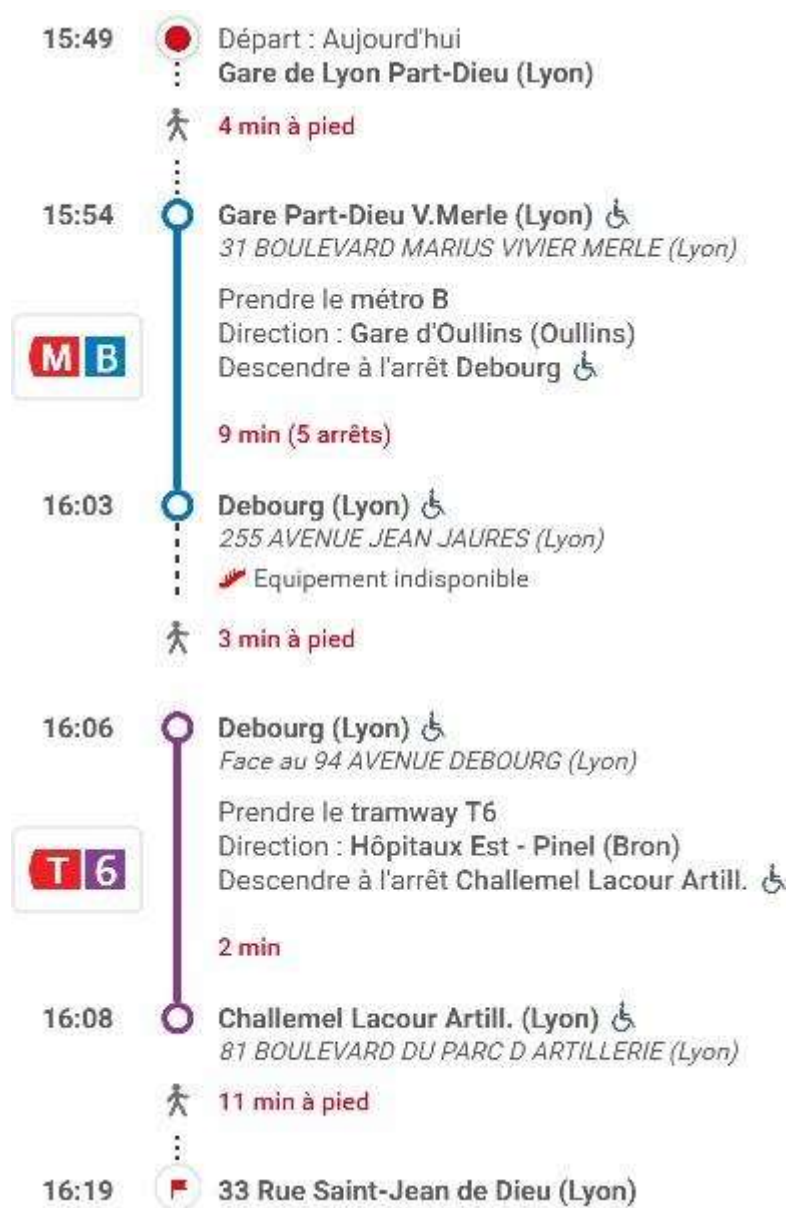 15:49 Départ : Aujourd'hui
Gare de Lyon Part-Dieu (Lyon)
4 min à pied
15:54 Gare Part-Dieu V.Merle (Lyon)
31 BOULEVARD MARIUS VIVIER MERLE (Lyon)
Prendre le métro B
Direction : Gare d'Oullins (Oullins)
M B
Descendre à l'arrêt Debourg
9 min (5 arrêts)
16:03 Debourg (Lyon)
255 AVENUE JEAN JAURES (Lyon)
Equipement indisponible
3 min à pied
16:06 Debourg (Lyon)
Face au 94 AVENUE DEBOURG (Lyon)
Prendre le tramway T6
Direction : Hôpitaux Est - Pinel (Bron)
T 6
Descendre à l'arrêt Challemel Lacour Artill.
2 min
16:08 Challemel Lacour Artill. (Lyon)
81 BOULEVARD DU PARC D ARTILLERIE (Lyon)
11 min à pied
16:19 33 Rue Saint-Jean de Dieu (Lyon)